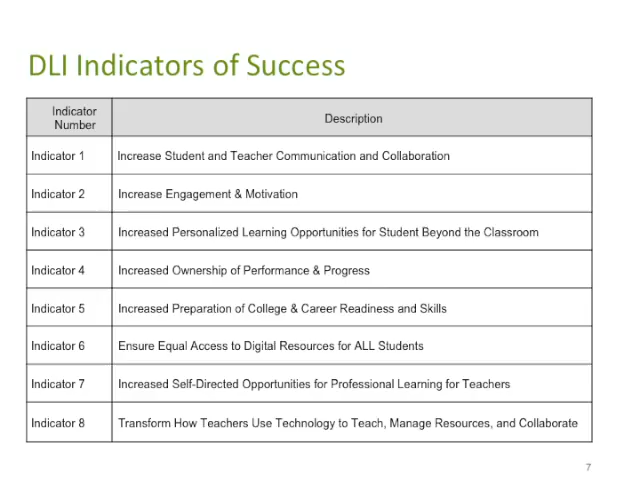 DLI Indicators of Success
Indicator
Number
Description
Indicator 1
Increase Student and Teacher Communication and Collaboration
Indicator 2
Increase Engagement & Motivation
Indicator 3
Increased Personalized Learning Opportunities for Student Beyond the Classroom
Indicator 4
Increased Ownership of Performance & Progress
Indicator 5
Increased Preparation of College & Career Readiness and Skills
Indicator 6
Ensure Equal Access to Digital Resources for ALL Students
Indicator 7
Increased Self-Directed Opportunities for Professional Learning for Teachers
Indicator 8
Transform How Teachers Use Technology to Teach, Manage Resources, and Collaborate
7